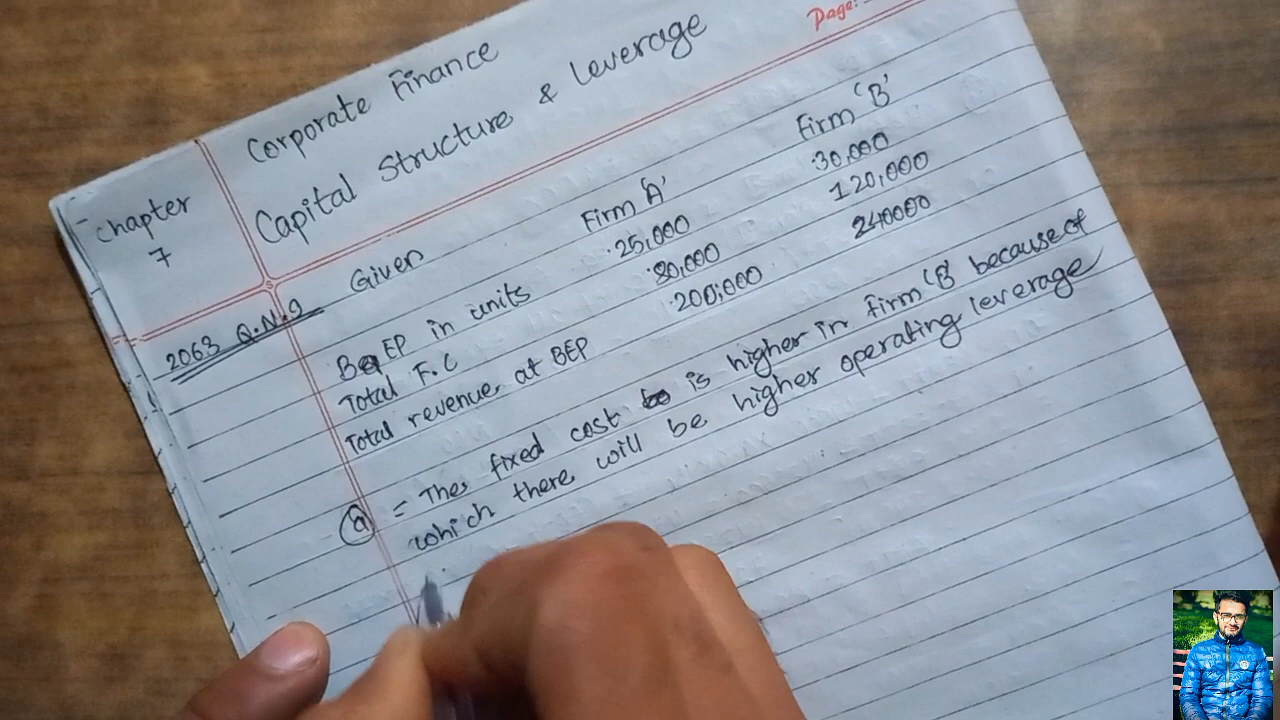 Page:
Corporate Finance
Chapter 7
Capital Structure & Leverage
2063 Q.N.9
Given Firm 'A' Firm 'B'
BEP in units 25,000 30,000
Total F.C 80,000 120,000
Total revenue at BEP 200,000 240000
a = The fixed cost is higher in firm 'B' because of
which there will be higher operating leverage